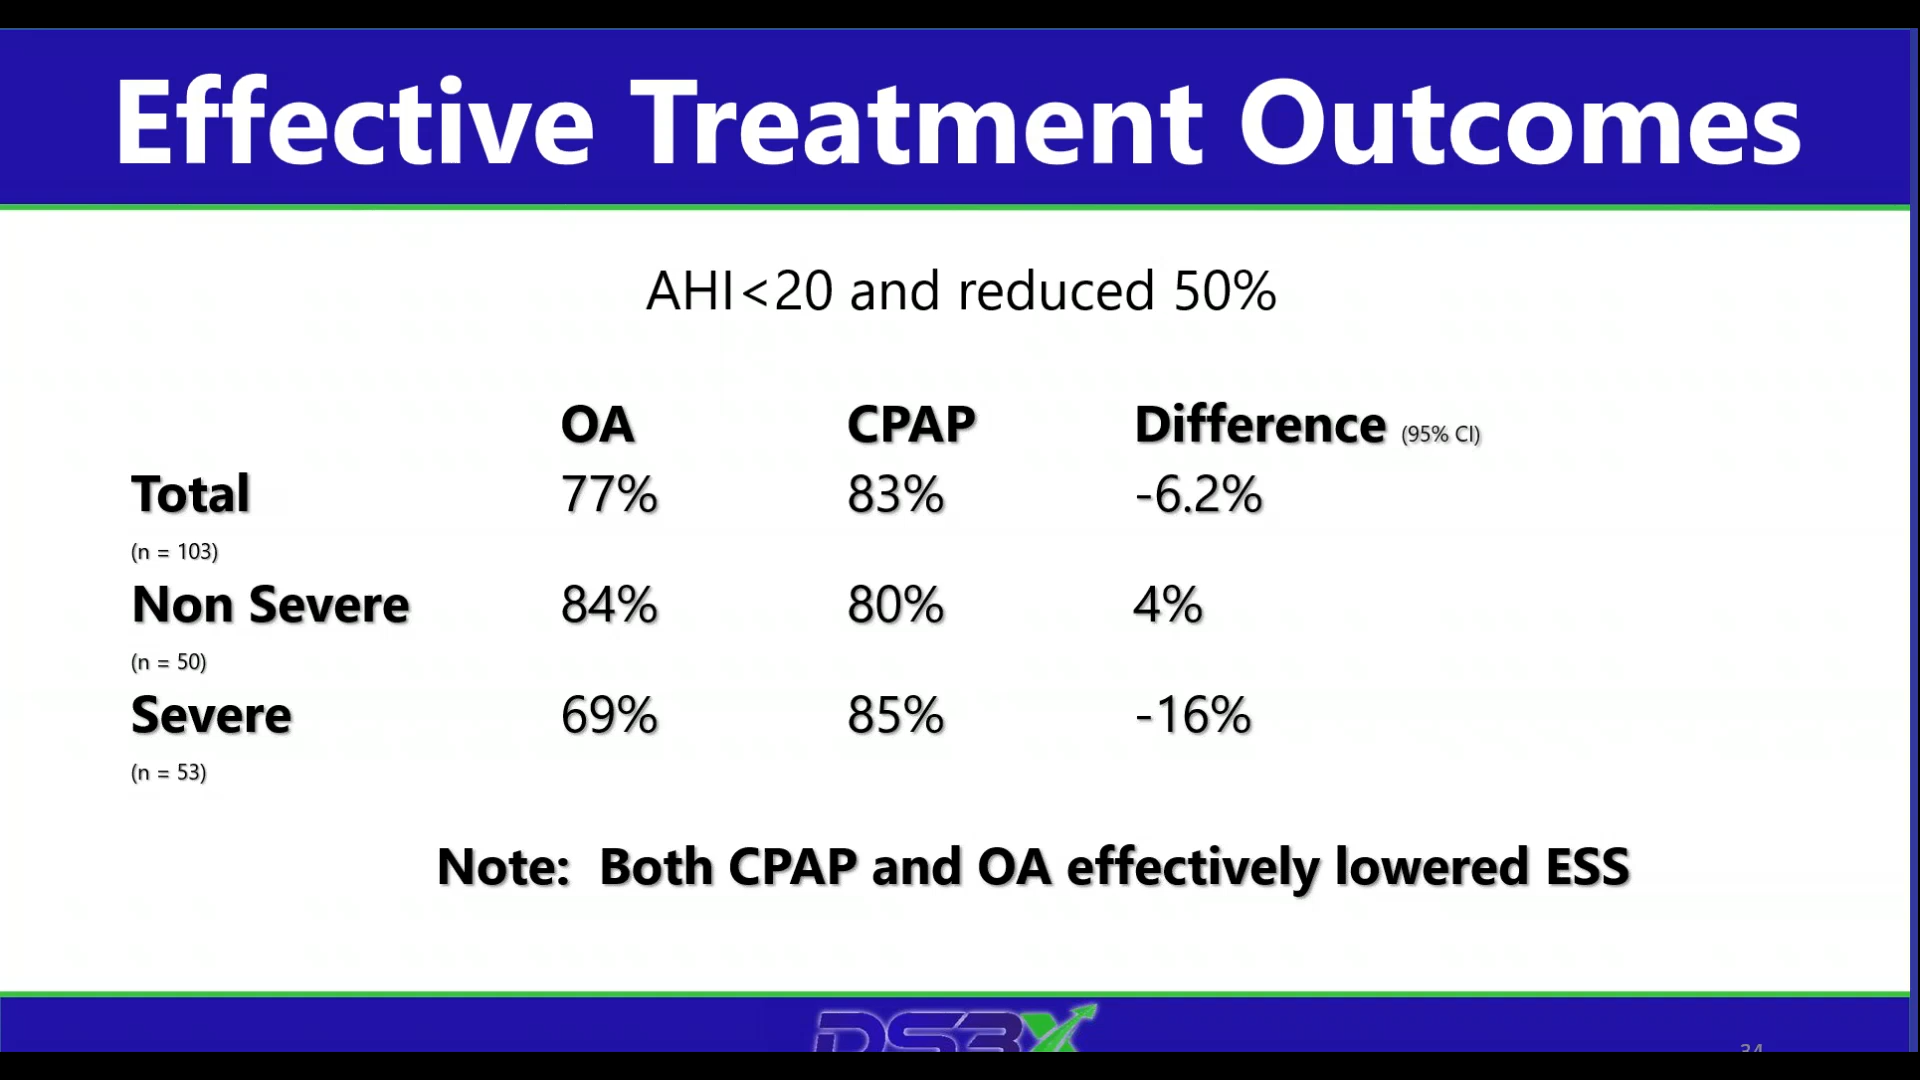 Effective Treatment Outcomes
AHI<20 and reduced 50%
OA CPAP Difference (95% CI)
Total 77% 83% -6.2%
(n = 103)
Non Severe 84% 80% 4%
(n = 50)
Severe 69% 85% -16%
(n = 53)
Note: Both CPAP and OA effectively lowered ESS
DS3X
34